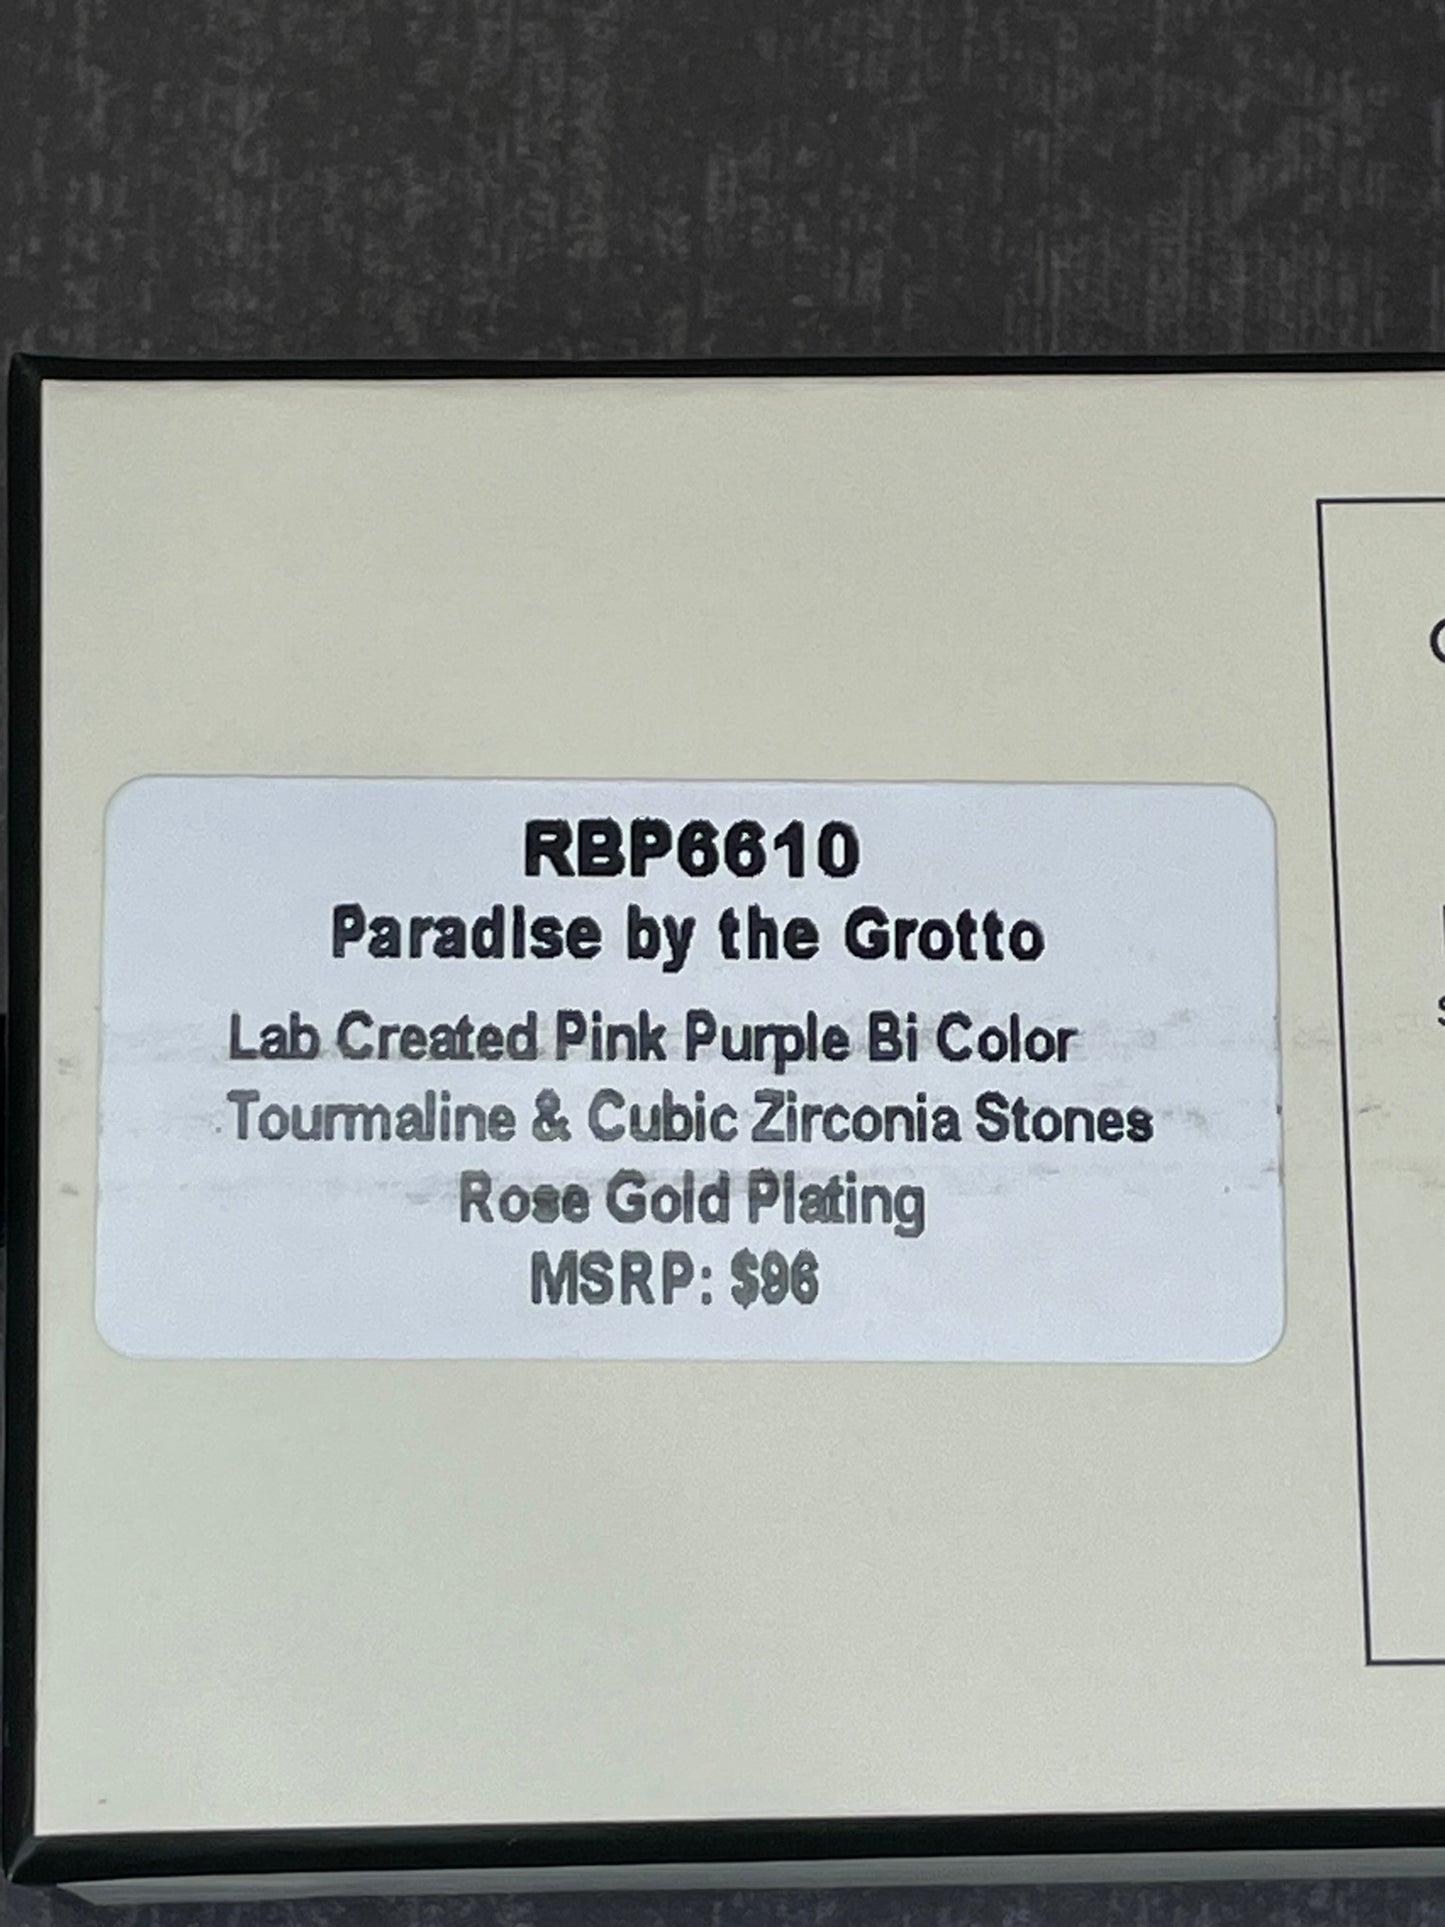 RBP6610
Paradise by the Grotto
Lab Created Pink Purple Bi Color
Tourmaline & Cubic Zirconia Stones
Rose Gold Plating
MSRP: $96